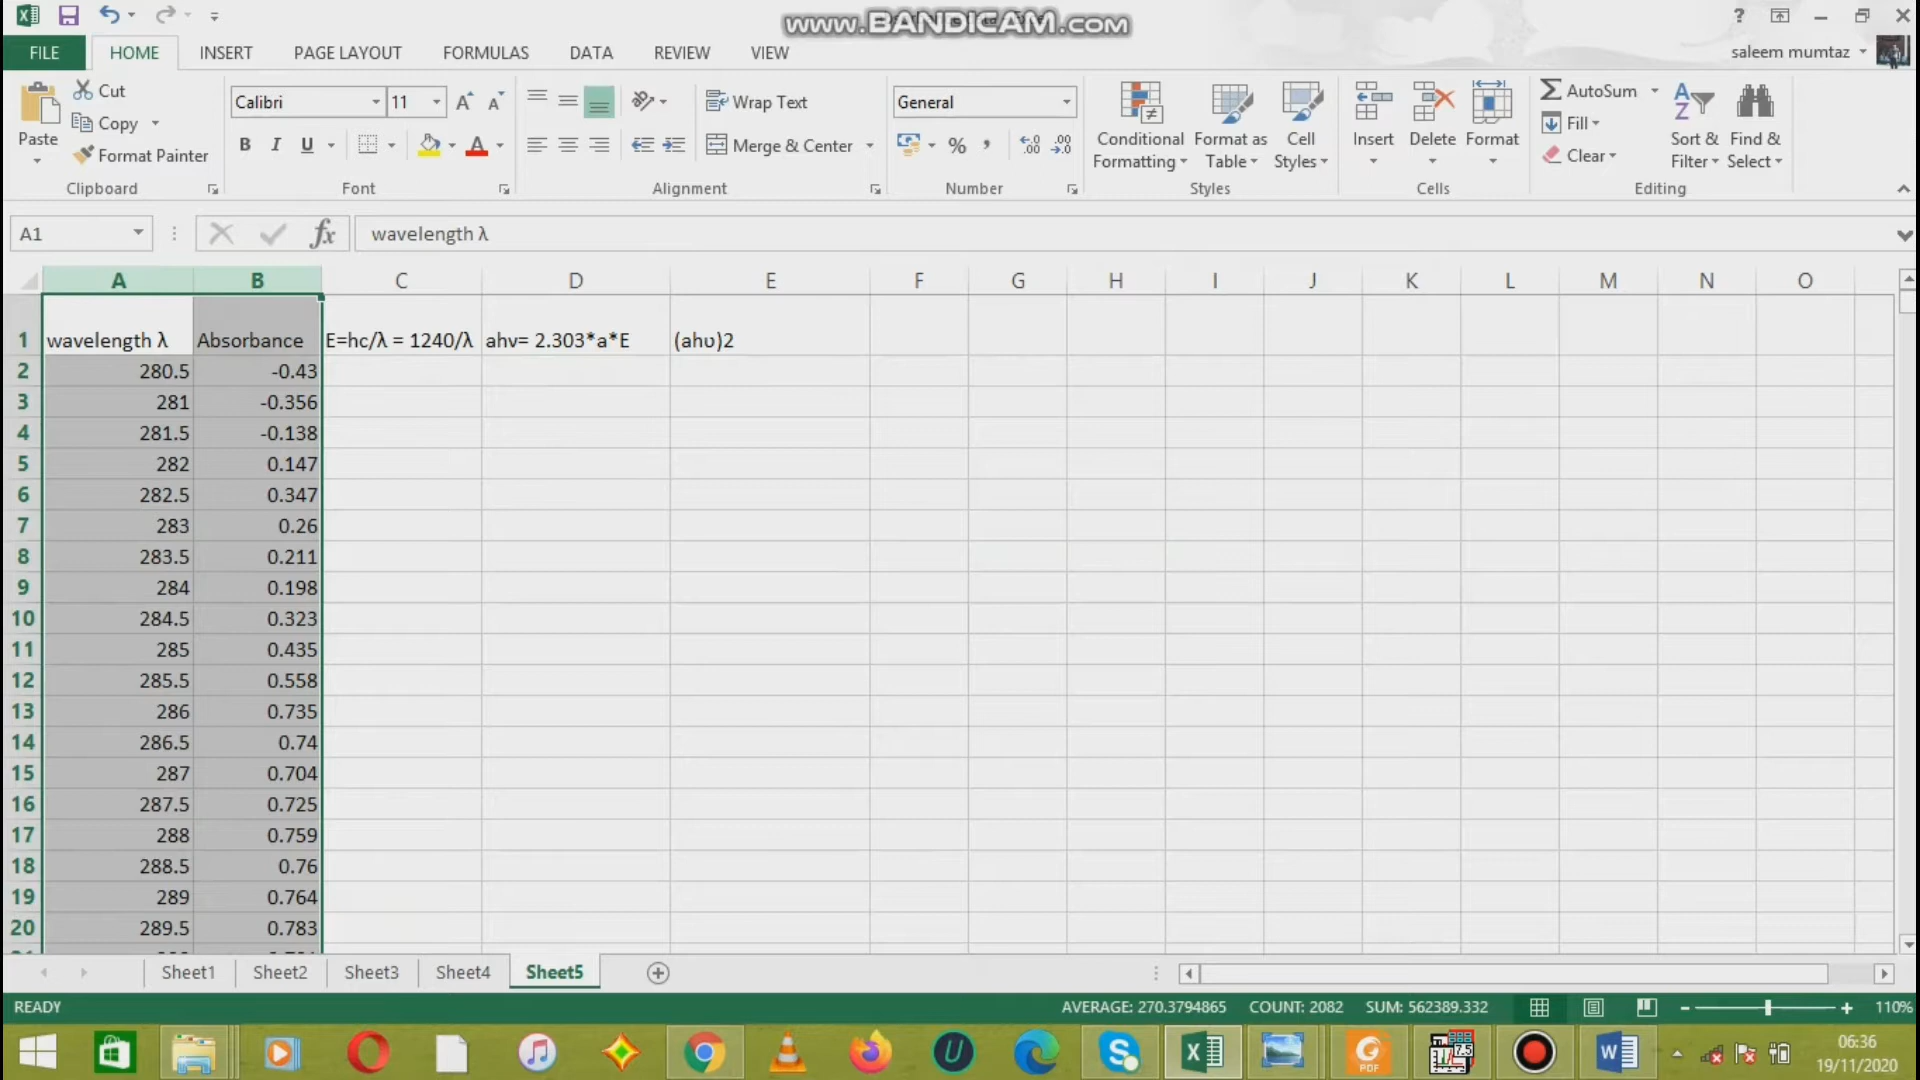 www.BANDICAM.com
FILE HOME INSERT PAGE LAYOUT FORMULAS DATA REVIEW VIEW
saleem mumtaz
Paste
Cut
Copy
Format Painter
Clipboard
Calibri 11
B I U
Font
Wrap Text
Merge & Center
Alignment
General
Number
Conditional Formatting
Format as Table
Cell Styles
Styles
Insert Delete Format
Cells
AutoSum
Fill
Clear
Sort & Filter
Find & Select
Editing
A1 fx wavelength λ
A B C D E F G H I J K L M N O
1 wavelength λ Absorbance E=hc/λ = 1240/λ ahv= 2.303*a*E (ahυ)2
2 280.5 -0.43
3 281 -0.356
4 281.5 -0.138
5 282 0.147
6 282.5 0.347
7 283 0.26
8 283.5 0.211
9 284 0.198
10 284.5 0.323
11 285 0.435
12 285.5 0.558
13 286 0.735
14 286.5 0.74
15 287 0.704
16 287.5 0.725
17 288 0.759
18 288.5 0.76
19 289 0.764
20 289.5 0.783
Sheet1 Sheet2 Sheet3 Sheet4 Sheet5
READY AVERAGE: 270.3794865 COUNT: 2082 SUM: 562389.332 110%
06:36
19/11/2020